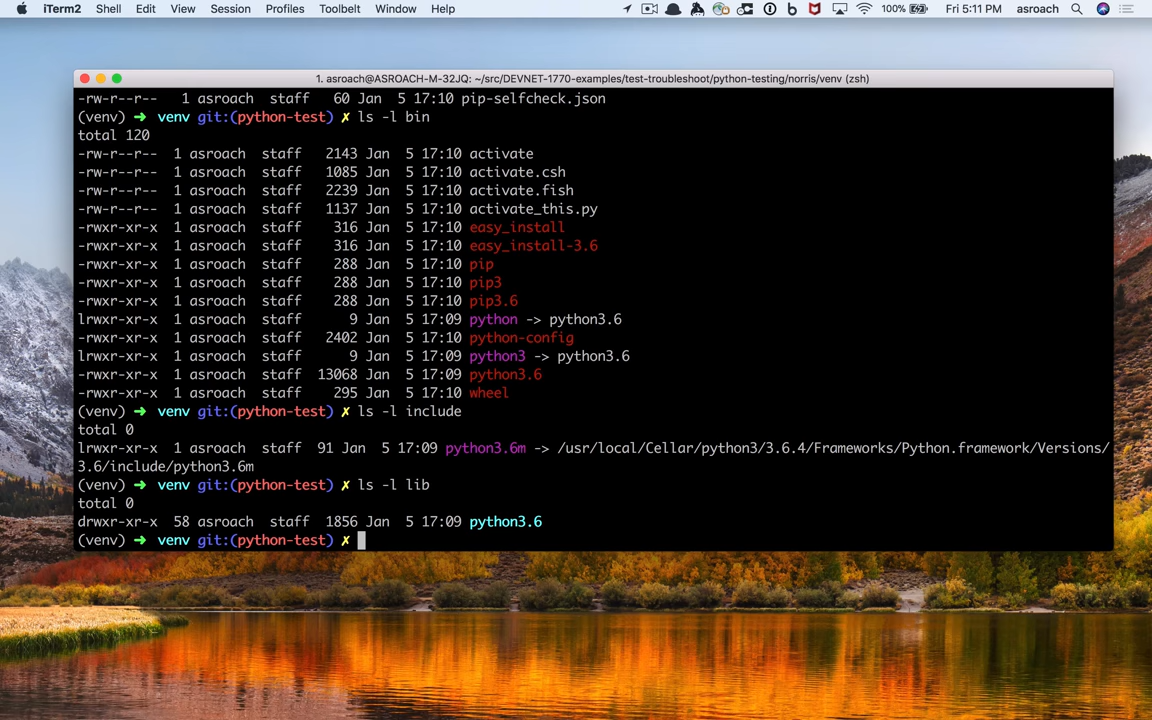 iTerm2 Shell Edit View Session Profiles Toolbelt Window Help 100% Fri 5:11 PM asroach
1. asroach@ASROACH-M-32JQ: ~/src/DEVNET-1770-examples/test-troubleshoot/python-testing/norris/venv (zsh)
-rw-r--r-- 1 asroach staff 60 Jan 5 17:10 pip-selfcheck.json
(venv) ➜ venv git:(python-test) ✗ ls -l bin
total 120
-rw-r--r-- 1 asroach staff 2143 Jan 5 17:10 activate
-rw-r--r-- 1 asroach staff 1085 Jan 5 17:10 activate.csh
-rw-r--r-- 1 asroach staff 2239 Jan 5 17:10 activate.fish
-rw-r--r-- 1 asroach staff 1137 Jan 5 17:10 activate_this.py
-rwxr-xr-x 1 asroach staff 316 Jan 5 17:10 easy_install
-rwxr-xr-x 1 asroach staff 316 Jan 5 17:10 easy_install-3.6
-rwxr-xr-x 1 asroach staff 288 Jan 5 17:10 pip
-rwxr-xr-x 1 asroach staff 288 Jan 5 17:10 pip3
-rwxr-xr-x 1 asroach staff 288 Jan 5 17:10 pip3.6
lrwxr-xr-x 1 asroach staff 9 Jan 5 17:09 python -> python3.6
-rwxr-xr-x 1 asroach staff 2402 Jan 5 17:10 python-config
lrwxr-xr-x 1 asroach staff 9 Jan 5 17:09 python3 -> python3.6
-rwxr-xr-x 1 asroach staff 13068 Jan 5 17:09 python3.6
-rwxr-xr-x 1 asroach staff 295 Jan 5 17:10 wheel
(venv) ➜ venv git:(python-test) ✗ ls -l include
total 0
lrwxr-xr-x 1 asroach staff 91 Jan 5 17:09 python3.6m -> /usr/local/Cellar/python3/3.6.4/Frameworks/Python.framework/Versions/
3.6/include/python3.6m
(venv) ➜ venv git:(python-test) ✗ ls -l lib
total 0
drwxr-xr-x 58 asroach staff 1856 Jan 5 17:09 python3.6
(venv) ➜ venv git:(python-test) ✗